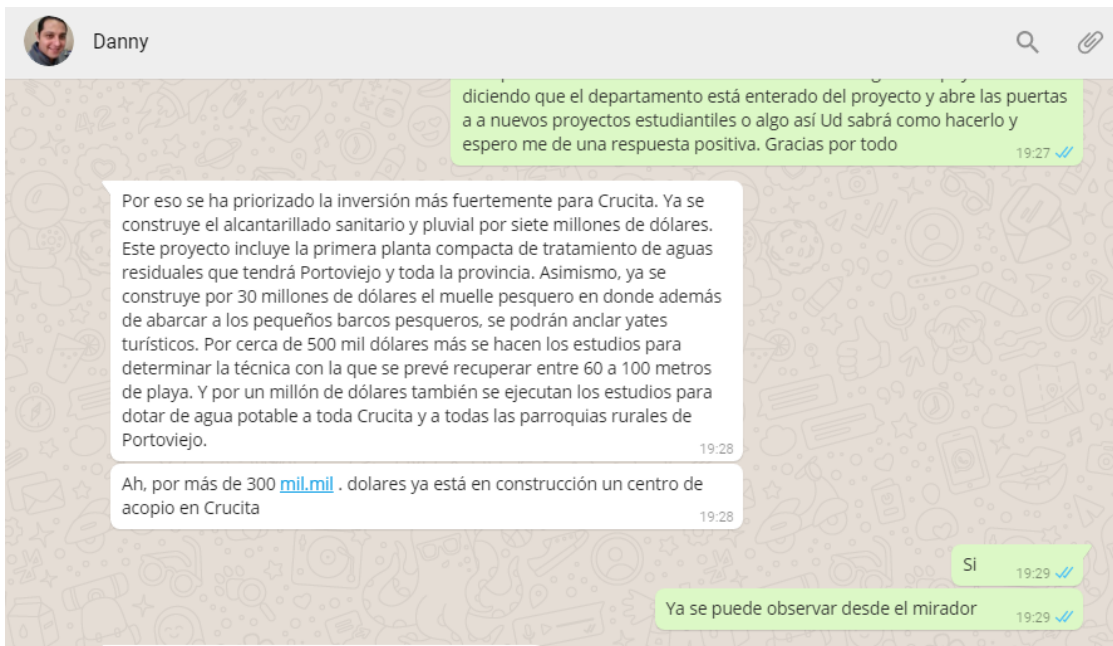 Danny
diciendo que el departamento está enterado del proyecto y abre las puertas
a a nuevos proyectos estudiantiles o algo así Ud sabrá como hacerlo y
espero me de una respuesta positiva. Gracias por todo
19:27
Por eso se ha priorizado la inversión más fuertemente para Crucita. Ya se
construye el alcantarillado sanitario y pluvial por siete millones de dólares.
Este proyecto incluye la primera planta compacta de tratamiento de aguas
residuales que tendrá Portoviejo y toda la provincia. Asimismo, ya se
construye por 30 millones de dólares el muelle pesquero en donde además
de abarcar a los pequeños barcos pesqueros, se podrán anclar yates
turísticos. Por cerca de 500 mil dólares más se hacen los estudios para
determinar la técnica con la que se prevé recuperar entre 60 a 100 metros
de playa. Y por un millón de dólares también se ejecutan los estudios para
dotar de agua potable a toda Crucita y a todas las parroquias rurales de
Portoviejo.
19:28
Ah, por más de 300 mil.mil . dolares ya está en construcción un centro de
acopio en Crucita
19:28
Si
19:29
Ya se puede observar desde el mirador
19:29